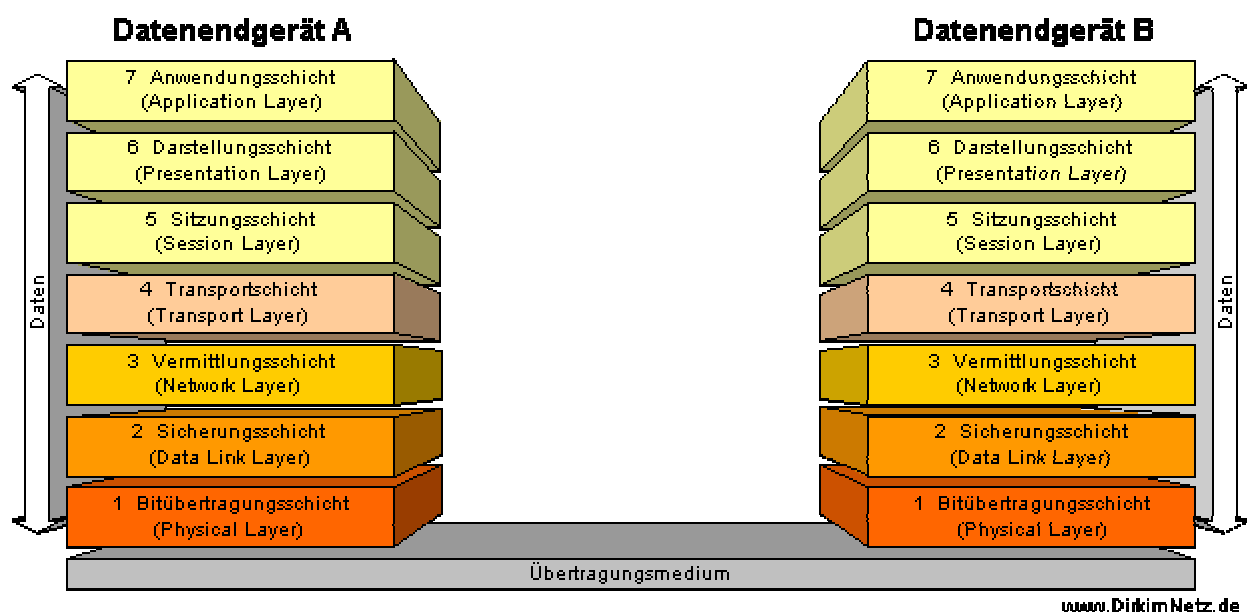 Datenendgerät A
7 Anwendungsschicht
(Application Layer)
6 Darstellungsschicht
(Presentation Layer)
5 Sitzungsschicht
(Session Layer)
4 Transportschicht
(Transport Layer)
3 Vermittlungsschicht
(Network Layer)
2 Sicherungsschicht
(Data Link Layer)
1 Bitübertragungsschicht
(Physical Layer)
Daten
Datenendgerät B
7 Anwendungsschicht
(Application Layer)
6 Darstellungsschicht
(Presentation Layer)
5 Sitzungsschicht
(Session Layer)
4 Transportschicht
(Transport Layer)
3 Vermittlungsschicht
(Network Layer)
2 Sicherungsschicht
(Data Link Layer)
1 Bitübertragungsschicht
(Physical Layer)
Daten
Übertragungsmedium
www.DirkimNetz.de